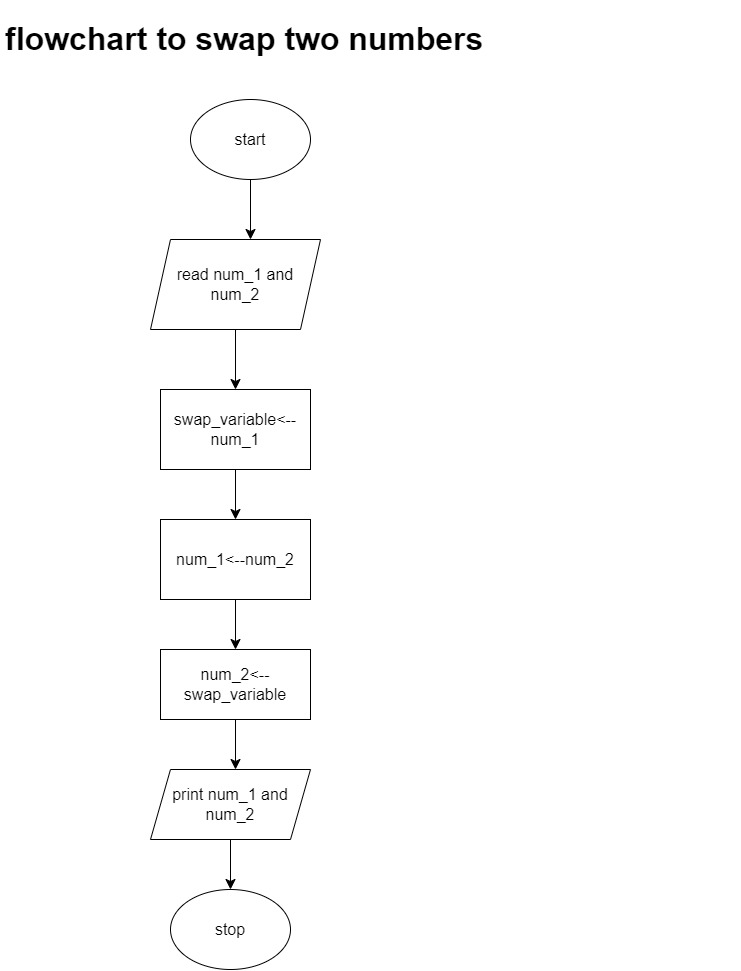 flowchart to swap two numbers
start
read num_1 and
num_2
swap_variable<--
num_1
num_1<--num_2
num_2<--
swap_variable
print num_1 and
num_2
stop